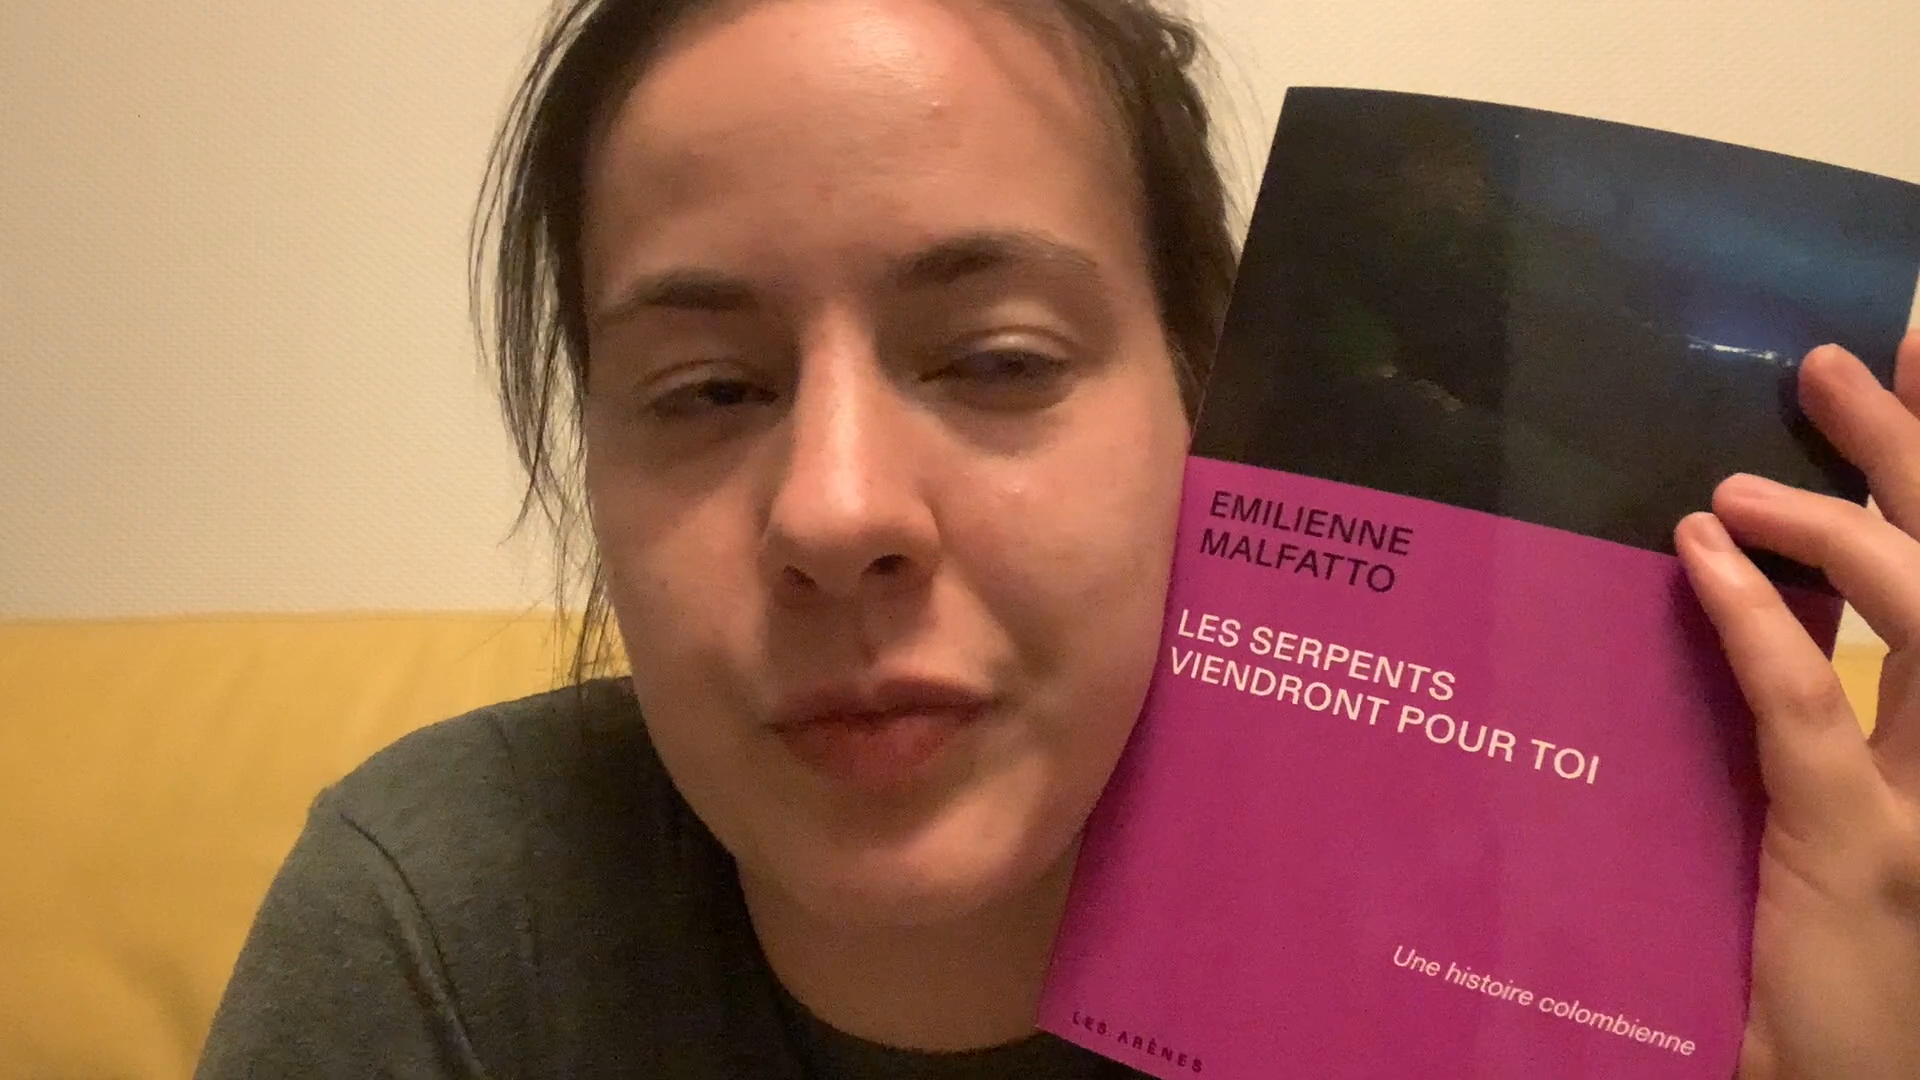 EMILIENNE
MALFATTO
LES SERPENTS
VIENDRONT POUR TOI
Une histoire colombienne
LES ARÈNES